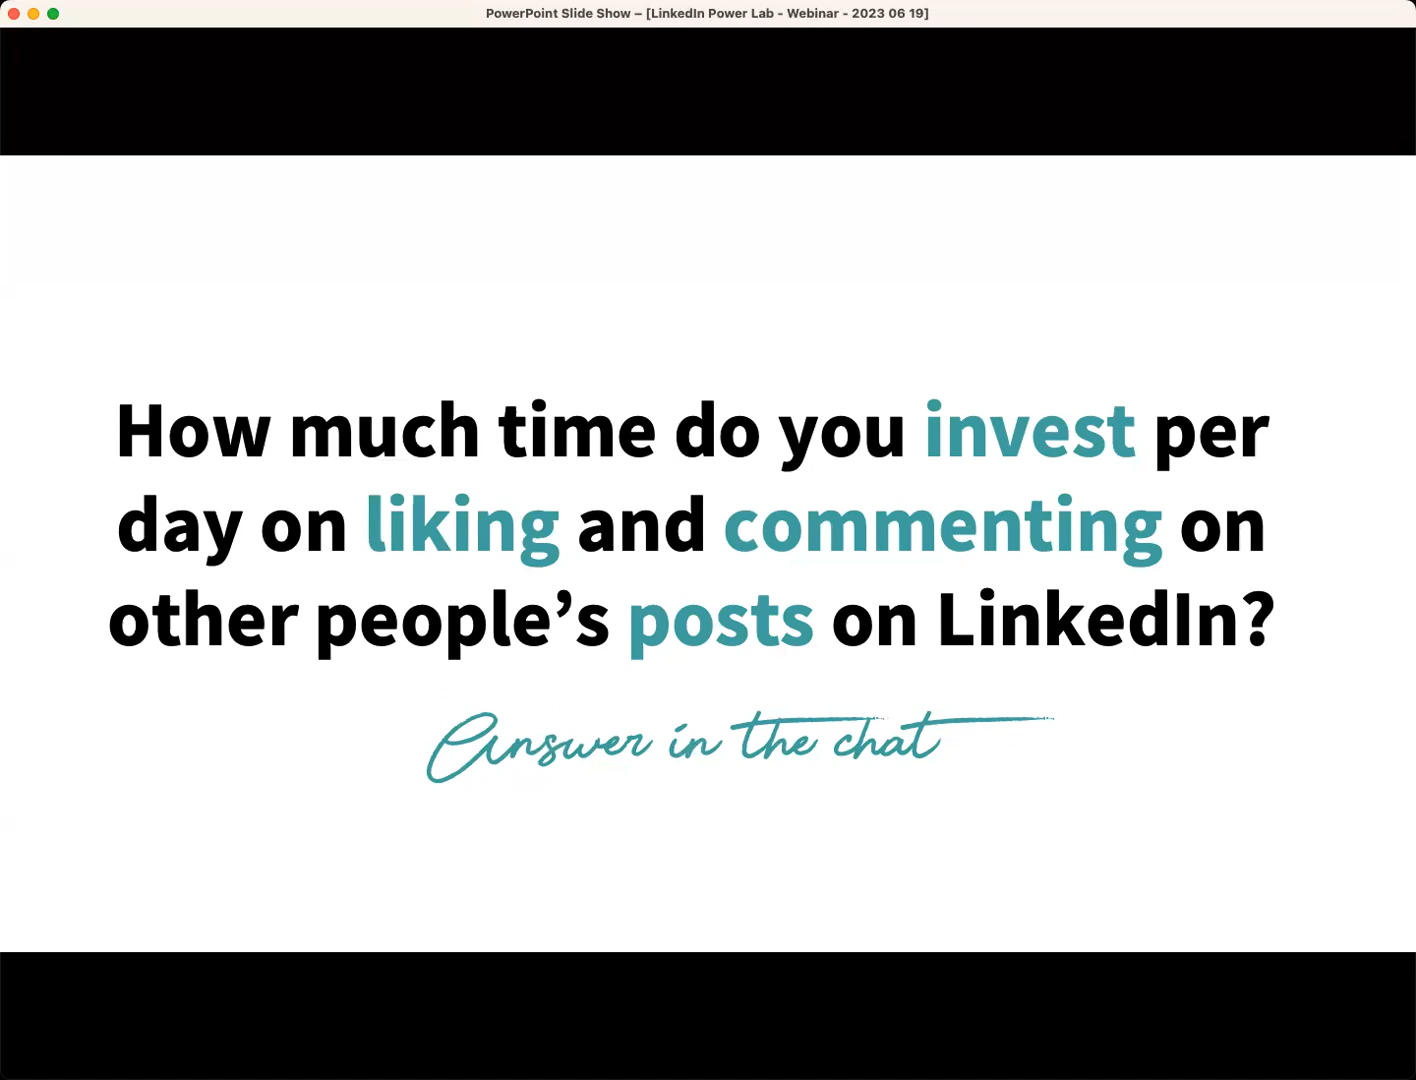 PowerPoint Slide Show – [LinkedIn Power Lab - Webinar - 2023 06 19]
How much time do you invest per
day on liking and commenting on
other people’s posts on LinkedIn?
Answer in the chat